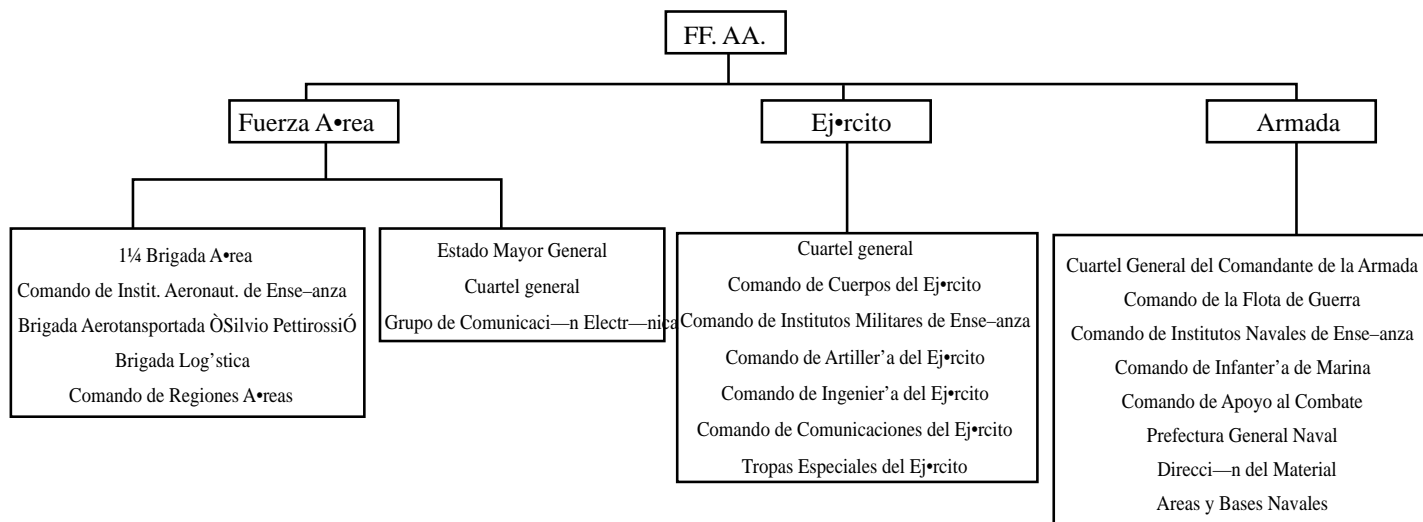 FF. AA.
Fuerza A•rea
Ej•rcito
Armada
1¼ Brigada A•rea
Comando de Instit. Aeronaut. de Ense–anza
Brigada Aerotansportada ÒSilvio PettirossiÓ
Brigada Log’stica
Comando de Regiones A•reas
Estado Mayor General
Cuartel general
Grupo de Comunicaci—n Electr—nica
Cuartel general
Comando de Cuerpos del Ej•rcito
Comando de Institutos Militares de Ense–anza
Comando de Artiller’a del Ej•rcito
Comando de Ingenier’a del Ej•rcito
Comando de Comunicaciones del Ej•rcito
Tropas Especiales del Ej•rcito
Cuartel General del Comandante de la Armada
Comando de la Flota de Guerra
Comando de Institutos Navales de Ense–anza
Comando de Infanter’a de Marina
Comando de Apoyo al Combate
Prefectura General Naval
Direcci—n del Material
Areas y Bases Navales